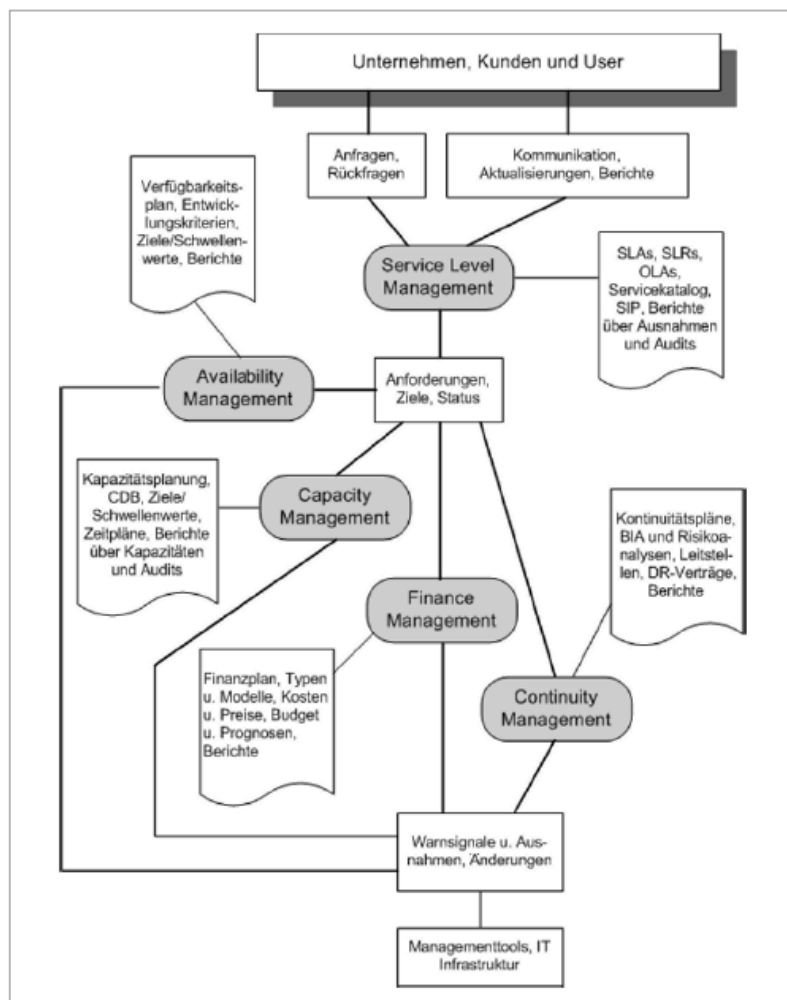 Unternehmen, Kunden und User
Anfragen,
Rückfragen
Kommunikation,
Aktualisierungen, Berichte
Verfügbarkeits-
plan, Entwick-
lungskriterien,
Ziele/Schwellen-
werte, Berichte
Service Level
Management
SLAs, SLRs,
OLAs,
Servicekatalog,
SIP, Berichte
über Ausnahmen
und Audits
Availability
Management
Anforderungen,
Ziele, Status
Kapazitätsplanung,
CDB, Ziele/
Schwellenwerte,
Zeitpläne, Berichte
über Kapazitäten
und Audits
Capacity
Management
Kontinuitätspläne,
BIA und Risikoa-
nalysen, Leitstel-
len, DR-Verträge,
Berichte
Finance
Management
Finanzplan, Typen
u. Modelle, Kosten
u. Preise, Budget
u. Prognosen,
Berichte
Continuity
Management
Warnsignale u. Aus-
nahmen, Änderungen
Managementtools, IT
Infrastruktur